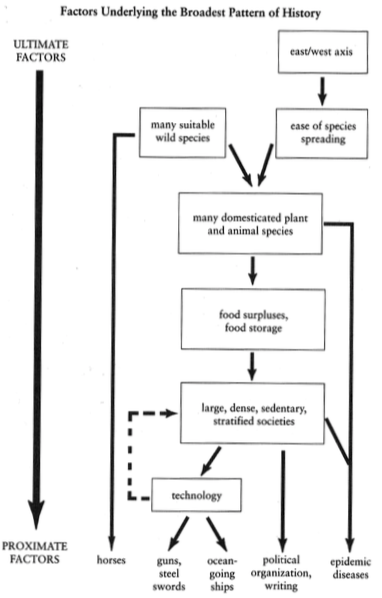 Factors Underlying the Broadest Pattern of History
ULTIMATE
FACTORS
east/west axis
many suitable
wild species
ease of species
spreading
many domesticated plant
and animal species
food surpluses,
food storage
large, dense, sedentary,
stratified societies
technology
PROXIMATE
FACTORS
horses
guns,
steel
swords
ocean-
going
ships
political
organization,
writing
epidemic
diseases